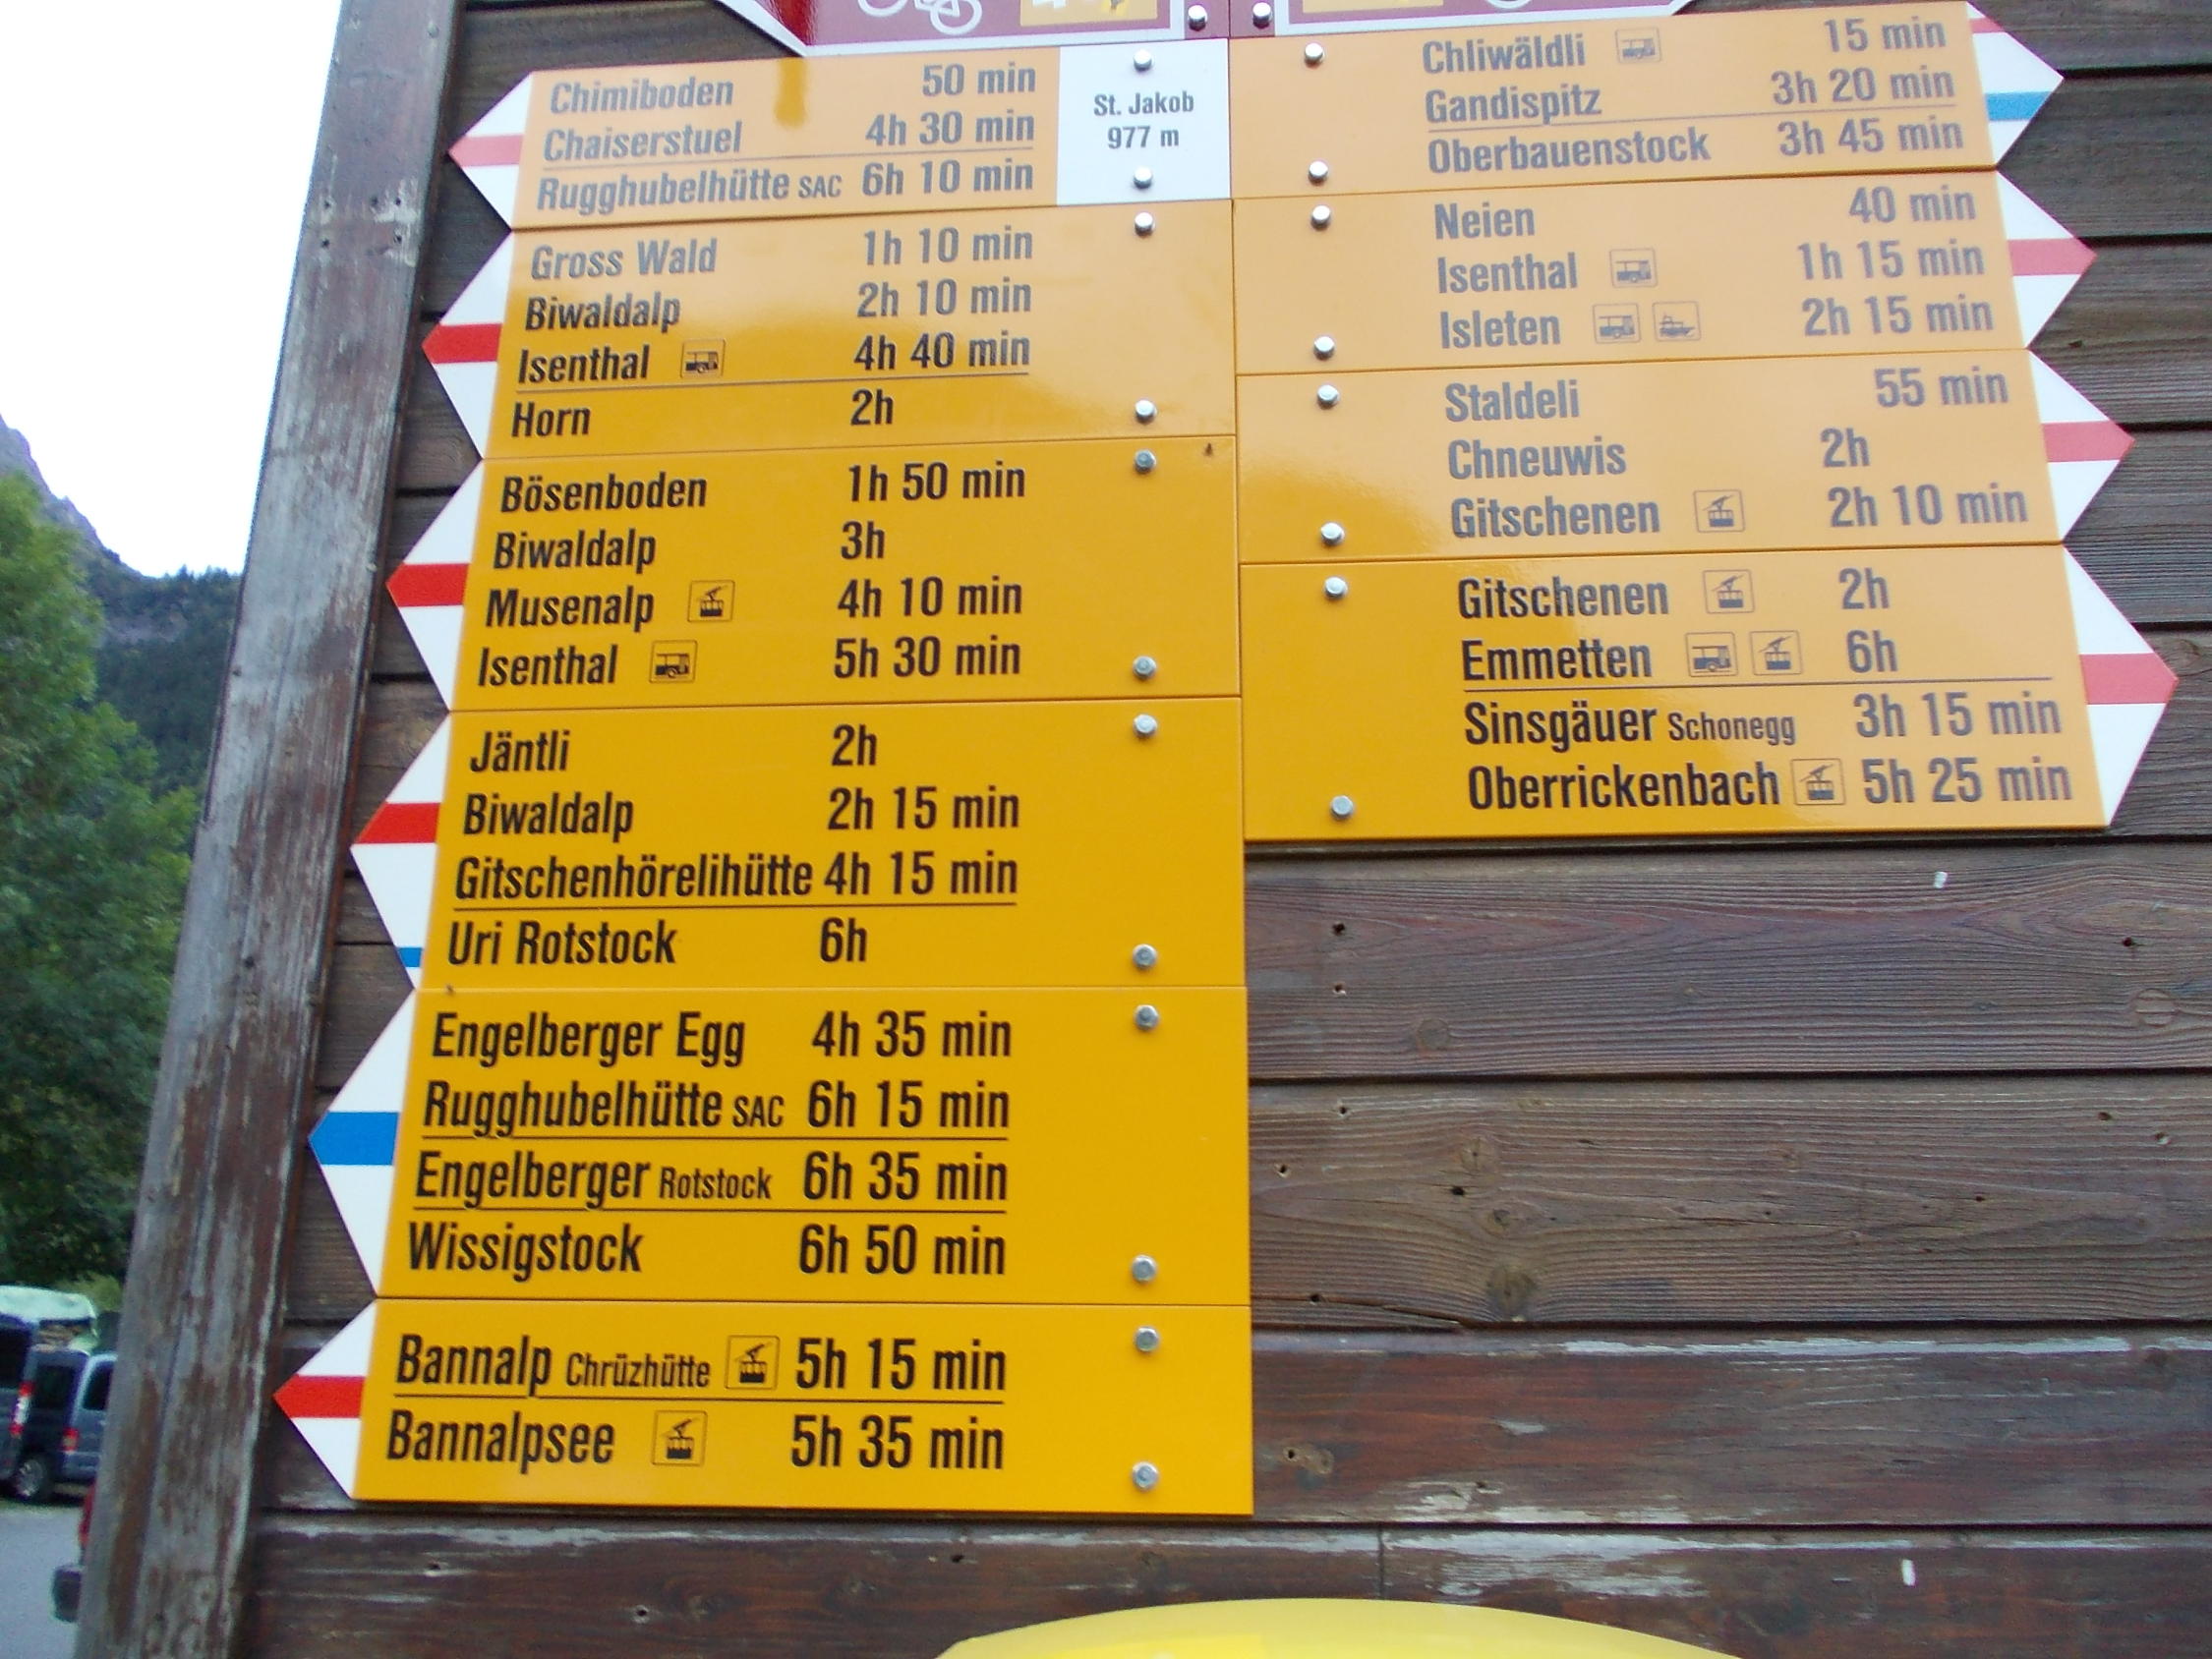 Chimiboden 50 min
Chaiserstuel 4h 30 min
Rugghubelhütte SAC 6h 10 min
St. Jakob
977 m
Gross Wald 1h 10 min
Biwaldalp 2h 10 min
Isenthal 4h 40 min
Horn 2h
Bösenboden 1h 50 min
Biwaldalp 3h
Musenalp 4h 10 min
Isenthal 5h 30 min
Jäntli 2h
Biwaldalp 2h 15 min
Gitschenhörelihütte 4h 15 min
Uri Rotstock 6h
Engelberger Egg 4h 35 min
Rugghubelhütte SAC 6h 15 min
Engelberger Rotstock 6h 35 min
Wissigstock 6h 50 min
Bannalp Chrüzhütte 5h 15 min
Bannalpsee 5h 35 min
Chliwäldli 15 min
Gandispitz 3h 20 min
Oberbauenstock 3h 45 min
Neien 40 min
Isenthal 1h 15 min
Isleten 2h 15 min
Staldeli 55 min
Chneuwis 2h
Gitschenen 2h 10 min
Gitschenen 2h
Emmetten 6h
Sinsgäuer Schonegg 3h 15 min
Oberrickenbach 5h 25 min